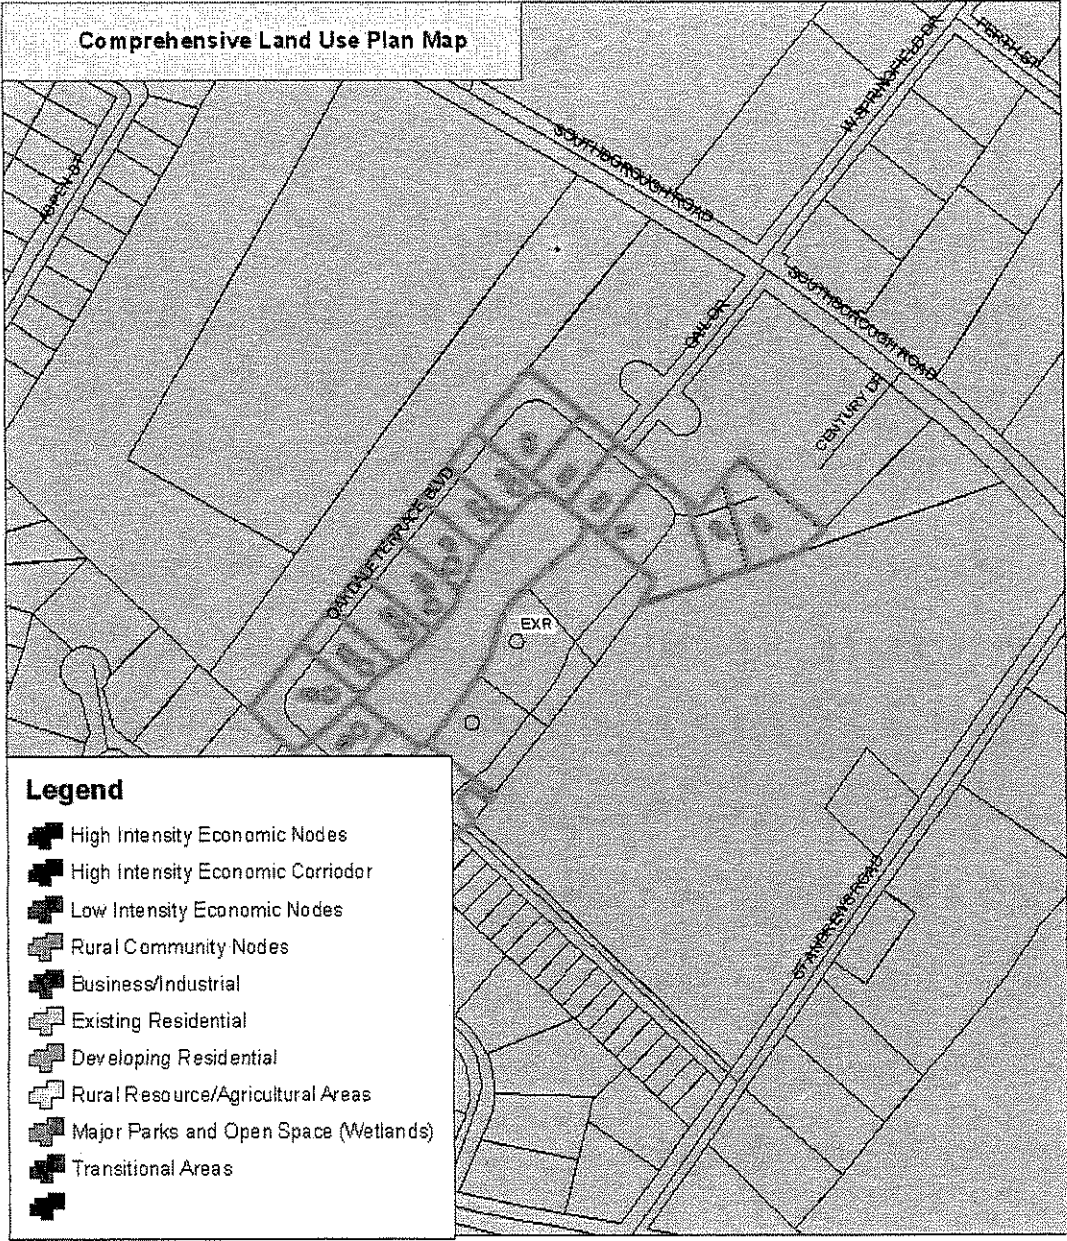 Comprehensive Land Use Plan Map
PERTH ST
W SPRINGFIELD DR
ASPEN CT
SOUTHBOROUGH ROAD
SOUTHBOROUGH ROAD
CENTURY DR
OAKDALE TERRACE BLVD
EXR
ST ANDREWS ROAD
Legend
High Intensity Economic Nodes
High Intensity Economic Corriodor
Low Intensity Economic Nodes
Rural Community Nodes
Business/Industrial
Existing Residential
Developing Residential
Rural Resource/Agricultural Areas
Major Parks and Open Space (Wetlands)
Transitional Areas